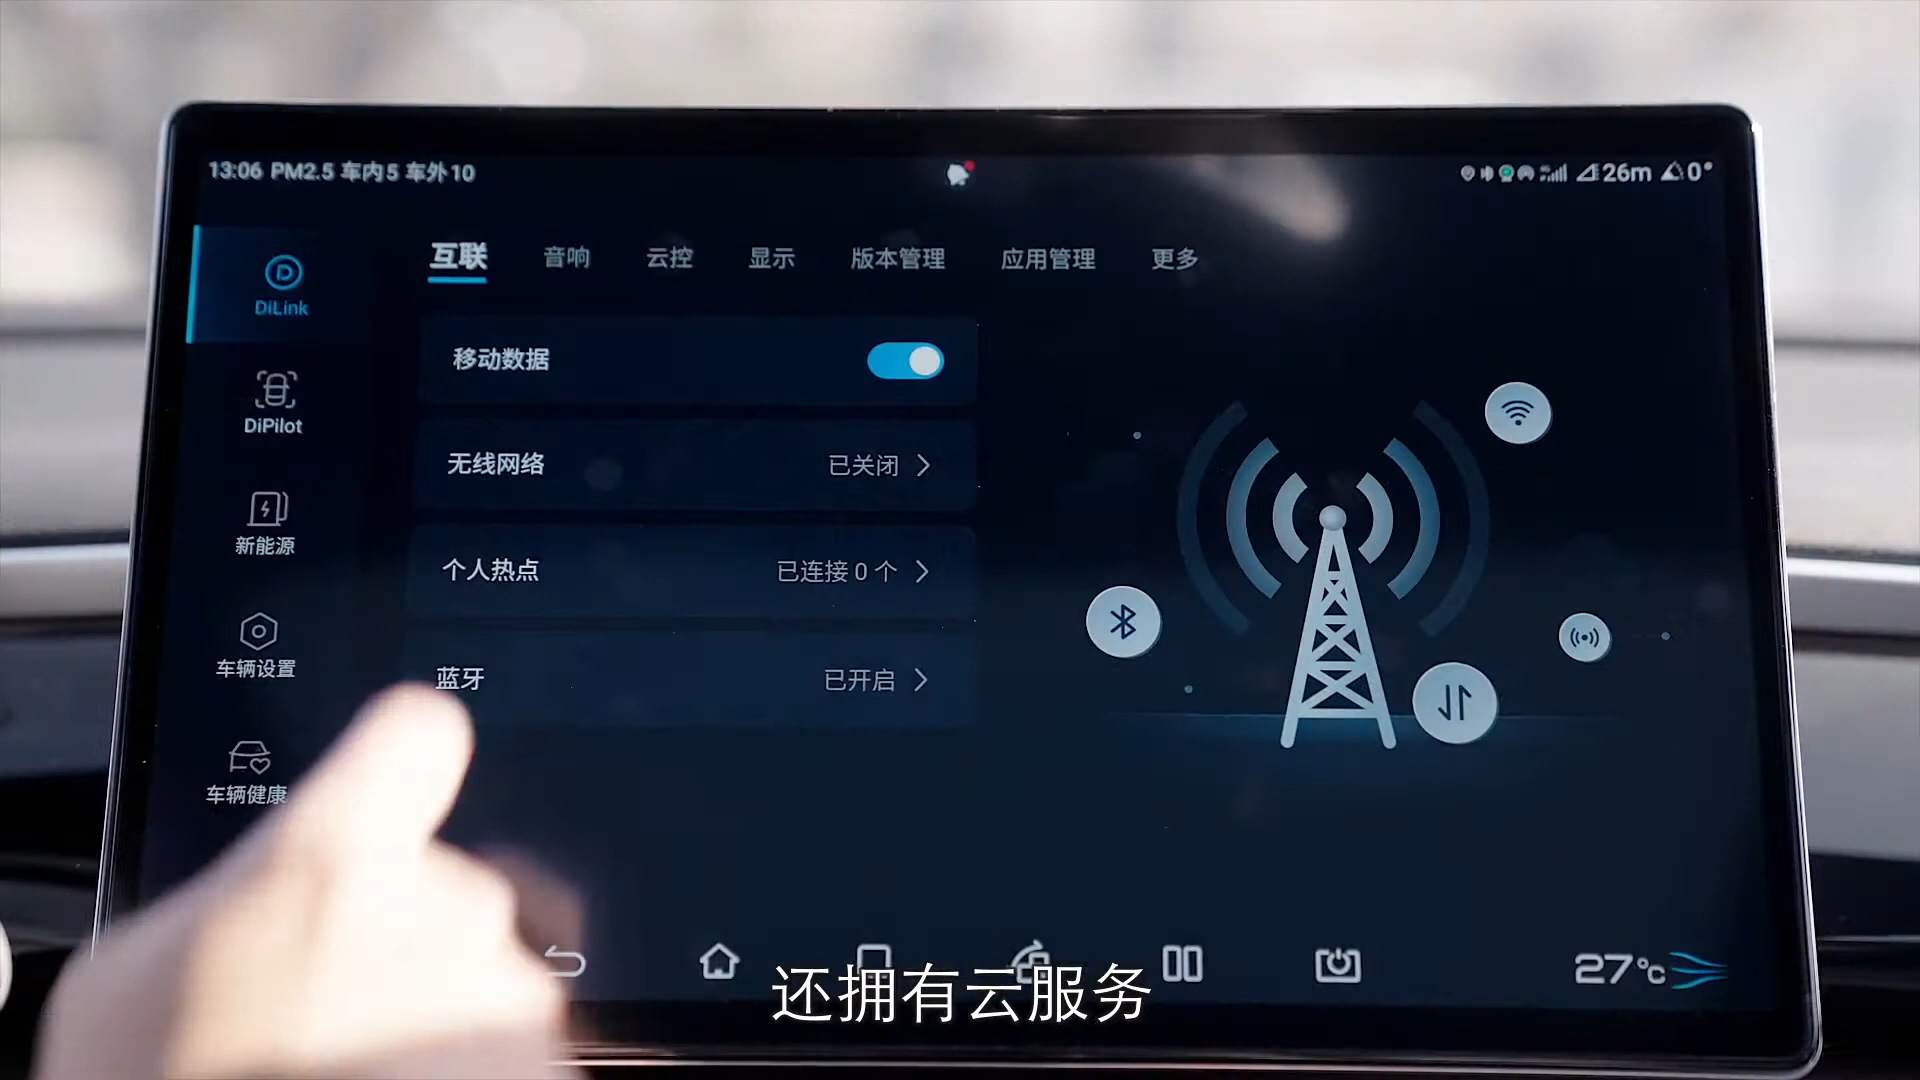 13:06 PM2.5 车内5 车外10
26m 0°
DiLink
DiPilot
新能源
车辆设置
车辆健康
互联 音响 云控 显示 版本管理 应用管理 更多
移动数据
无线网络 已关闭
个人热点 已连接 0 个
蓝牙 已开启
27°C
还拥有云服务